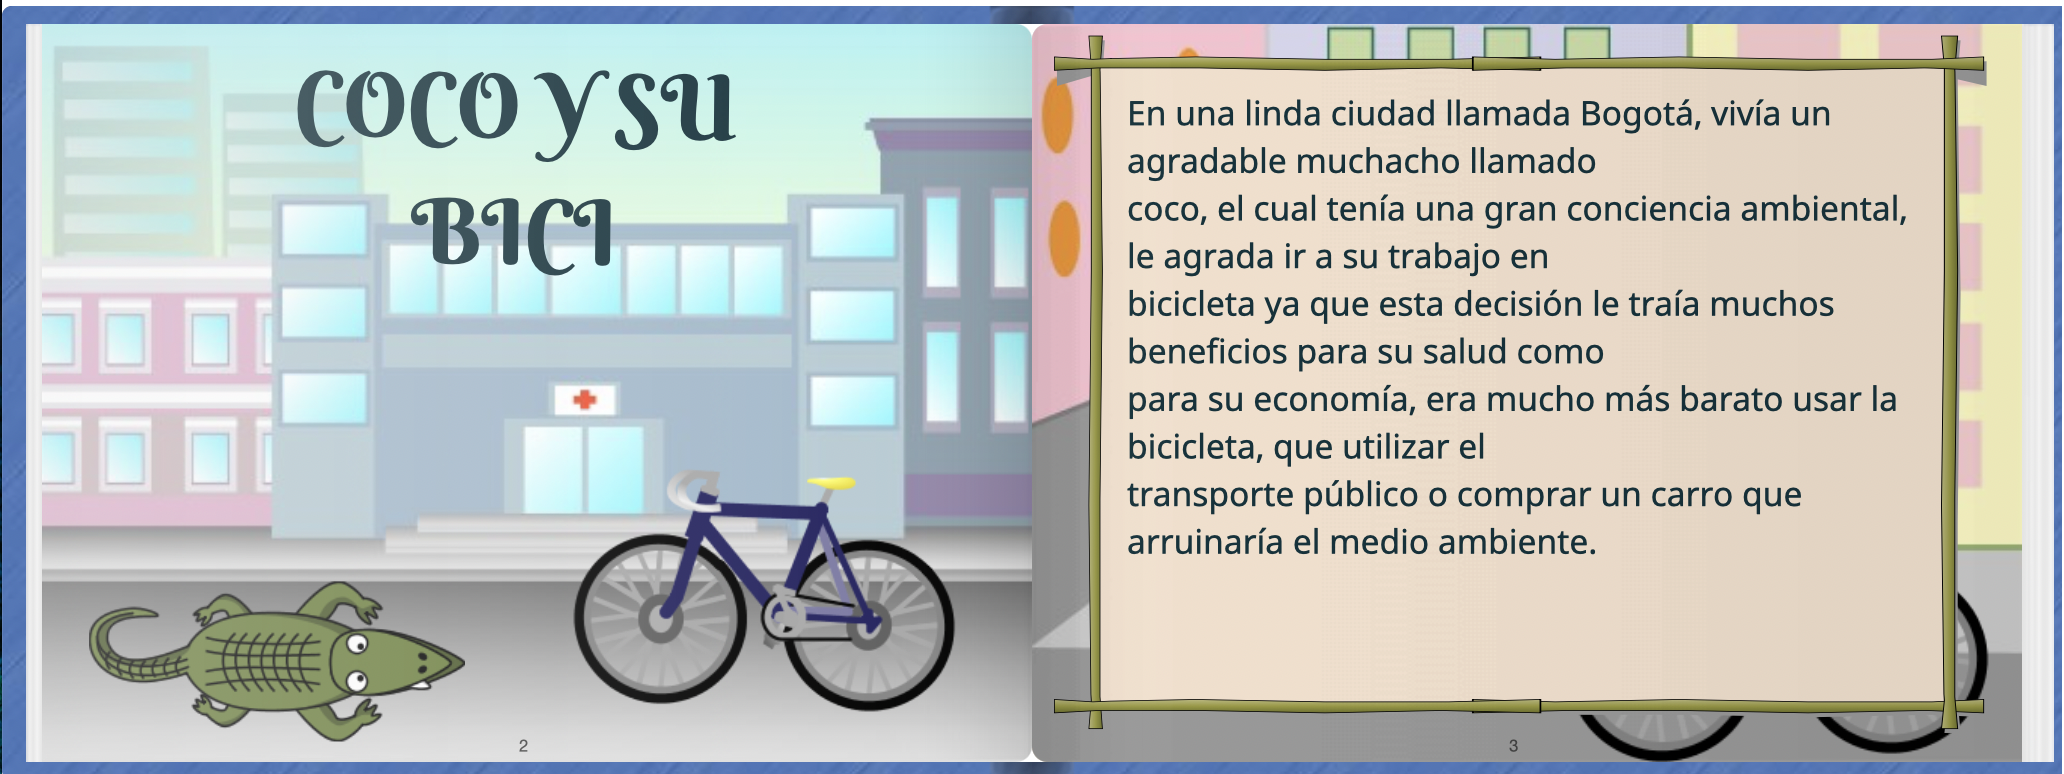 COCO Y SU
BICI
2
En una linda ciudad llamada Bogotá, vivía un
agradable muchacho llamado
coco, el cual tenía una gran conciencia ambiental,
le agrada ir a su trabajo en
bicicleta ya que esta decisión le traía muchos
beneficios para su salud como
para su economía, era mucho más barato usar la
bicicleta, que utilizar el
transporte público o comprar un carro que
arruinaría el medio ambiente.
3